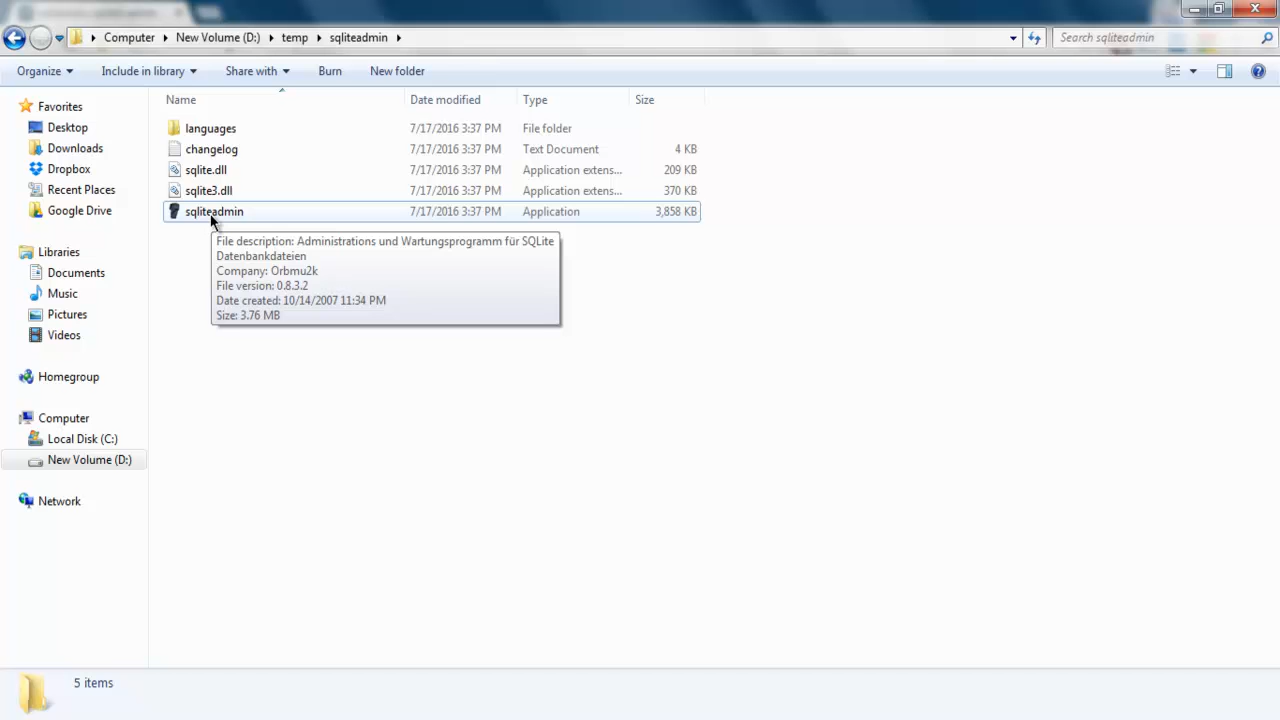 Computer New Volume (D:) temp sqliteadmin
Search sqliteadmin
Organize Include in library Share with Burn New folder
Name Date modified Type Size
languages 7/17/2016 3:37 PM File folder
changelog 7/17/2016 3:37 PM Text Document 4 KB
sqlite.dll 7/17/2016 3:37 PM Application extens... 209 KB
sqlite3.dll 7/17/2016 3:37 PM Application extens... 370 KB
sqliteadmin 7/17/2016 3:37 PM Application 3,858 KB
File description: Administrations und Wartungsprogramm für SQLite
Datenbankdateien
Company: Orbmu2k
File version: 0.8.3.2
Date created: 10/14/2007 11:34 PM
Size: 3.76 MB
Favorites
Desktop
Downloads
Dropbox
Recent Places
Google Drive
Libraries
Documents
Music
Pictures
Videos
Homegroup
Computer
Local Disk (C:)
New Volume (D:)
Network
5 items